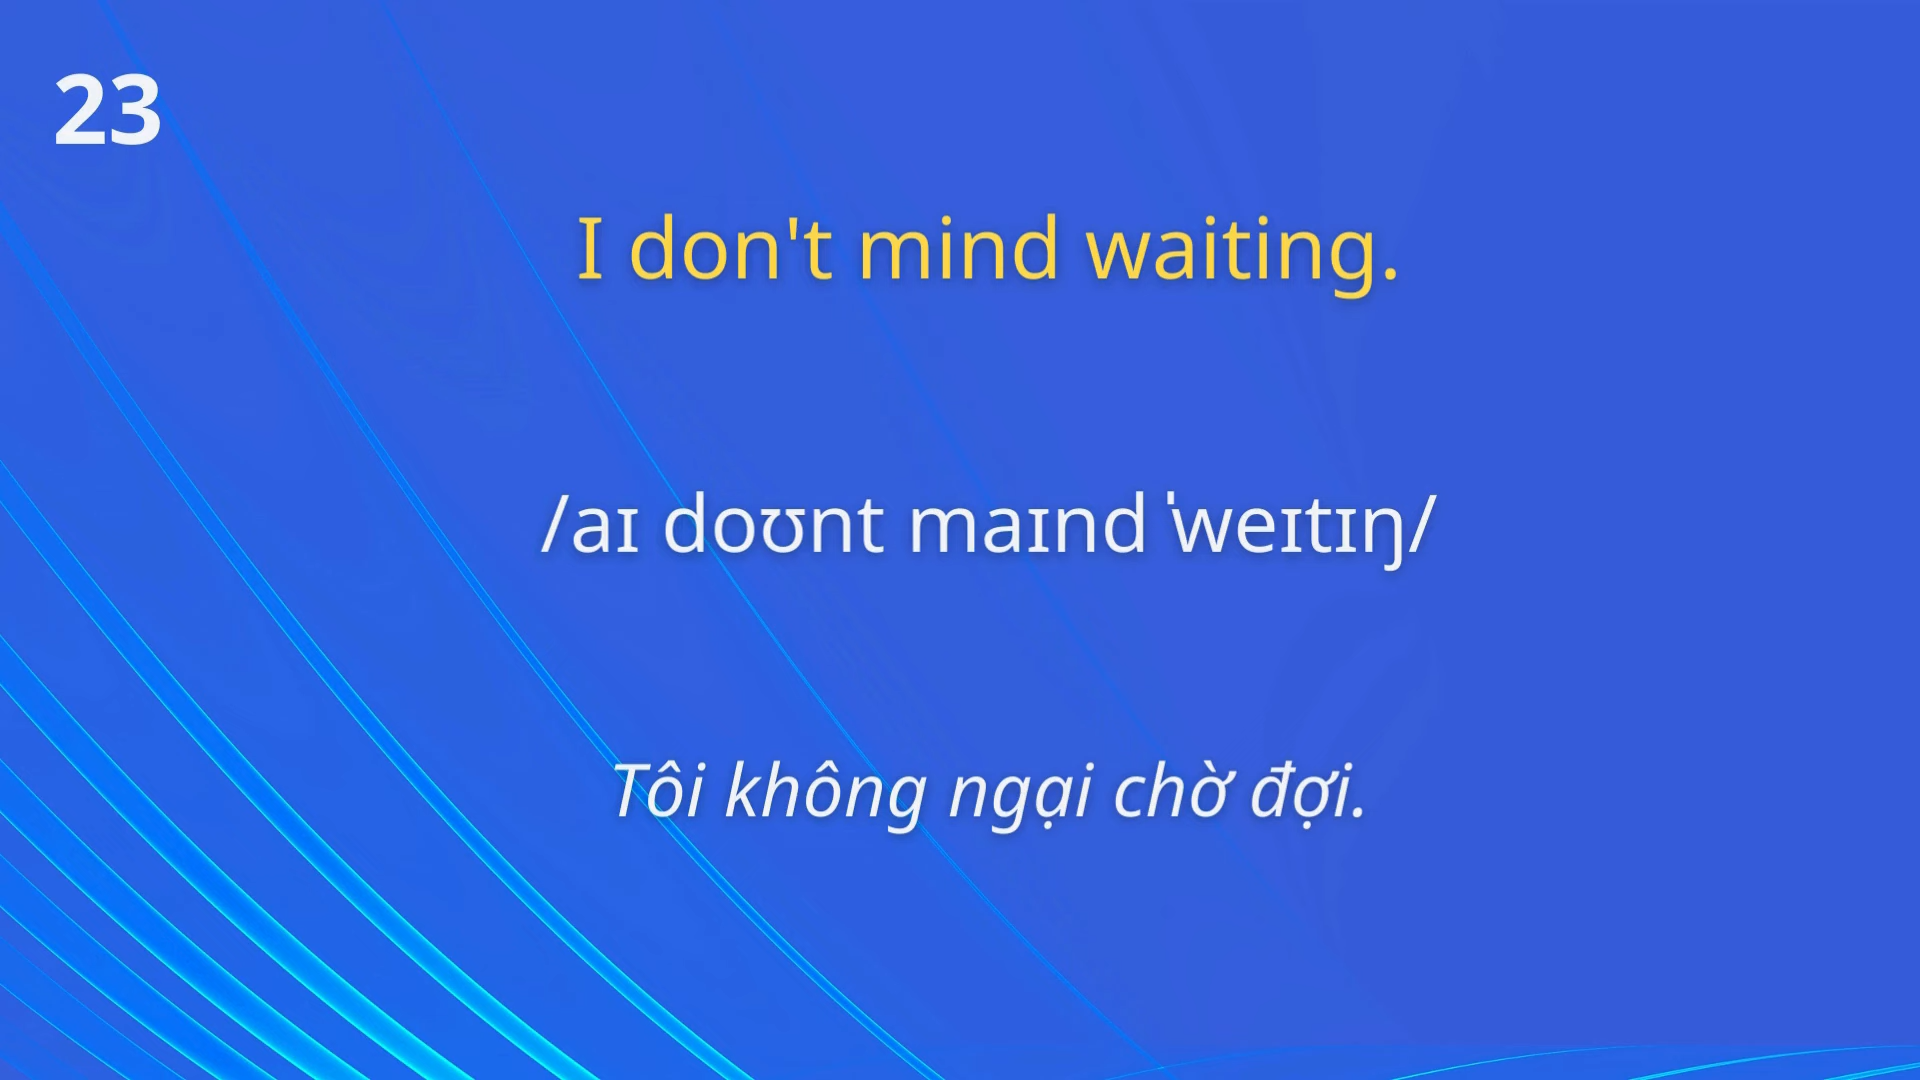 23
I don't mind waiting.
/aɪ doʊnt maɪnd ˈweɪtɪŋ/
Tôi không ngại chờ đợi.